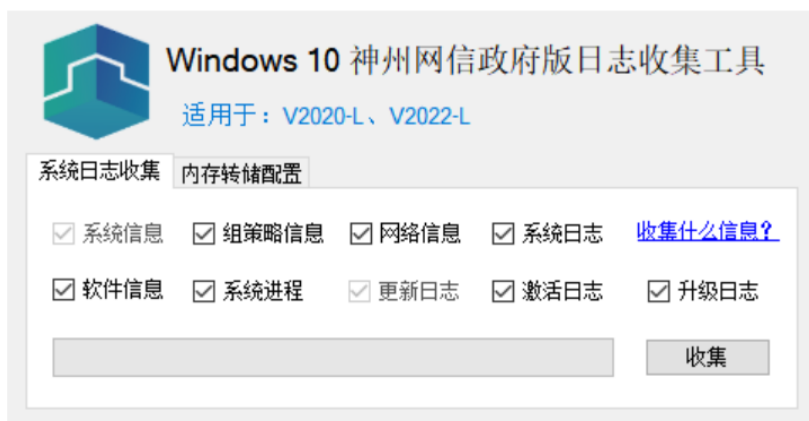 Windows 10 神州网信政府版日志收集工具
适用于：V2020-L、V2022-L
系统日志收集 内存转储配置
系统信息 组策略信息 网络信息 系统日志 收集什么信息？
软件信息 系统进程 更新日志 激活日志 升级日志
收集